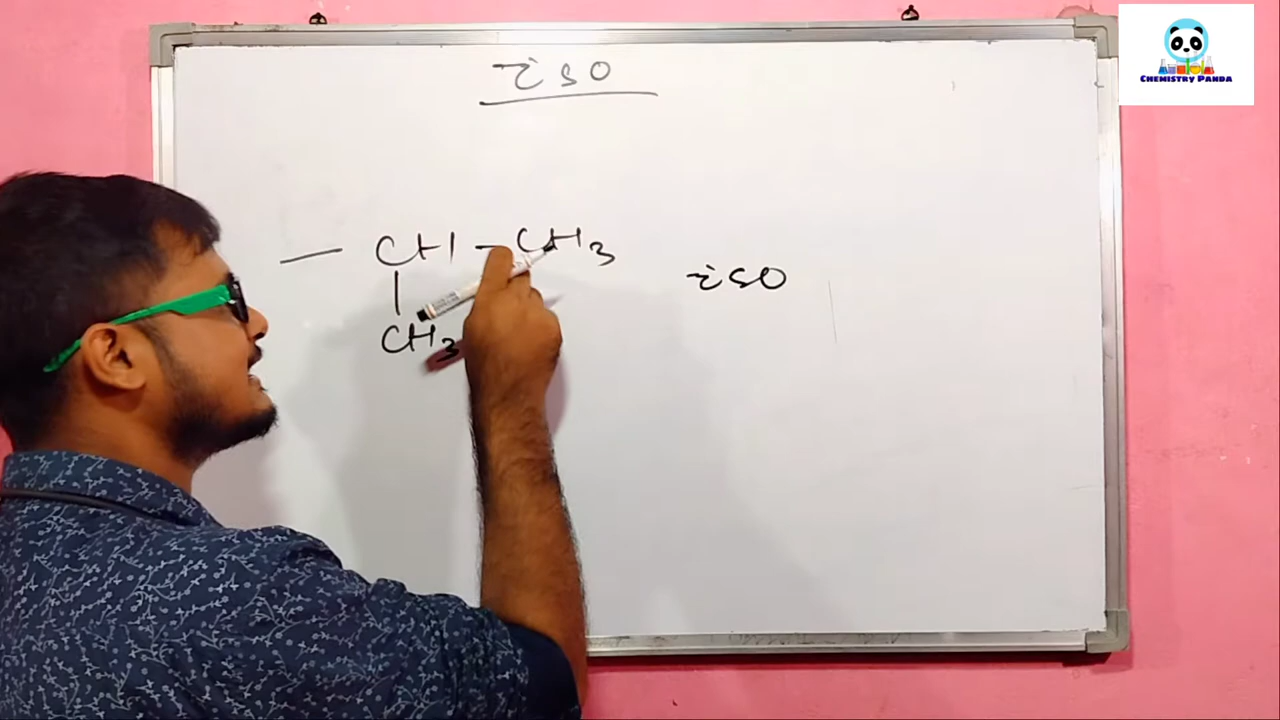 iso
CHEMISTRY PANDA
— CH — CH3
|
CH3
iso